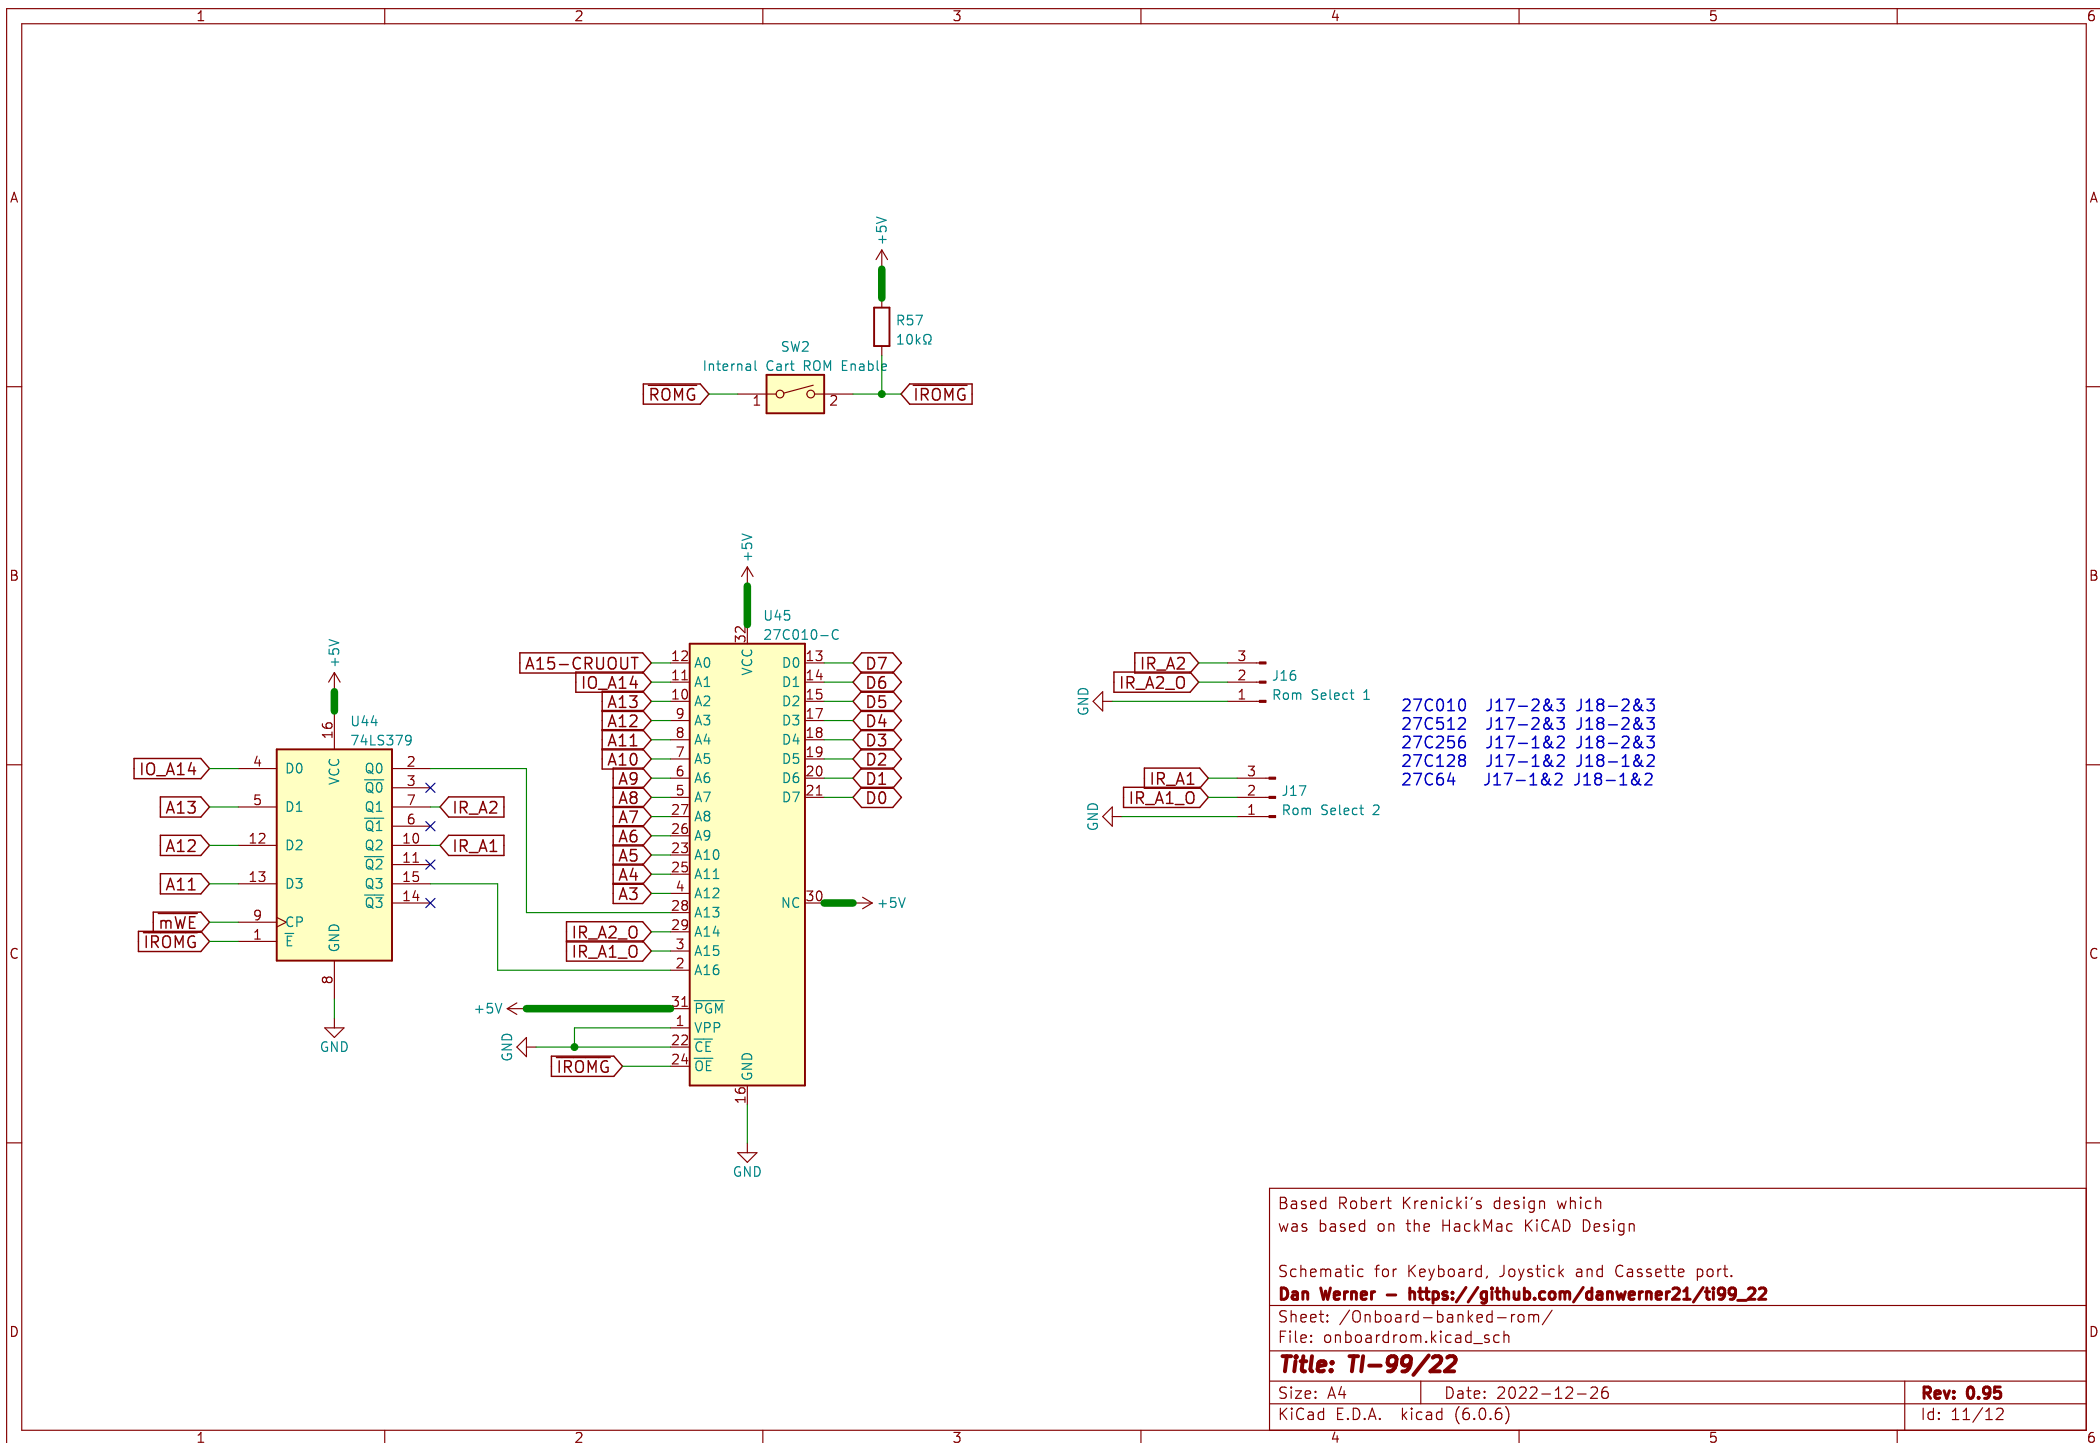 1 2 3 4 5 6
A A
B B
C C
D D
+5V
R57
10kΩ
SW2
Internal Cart ROM Enable
ROMG 1 2 IROMG
+5V
U45
27C010-C
32
VCC
A15-CRUOUT 12 A0 D0 13 D7
IO_A14 11 A1 D1 14 D6
A13 10 A2 D2 15 D5
A12 9 A3 D3 17 D4
A11 8 A4 D4 18 D3
A10 7 A5 D5 19 D2
A9 6 A6 D6 20 D1
A8 5 A7 D7 21 D0
A7 27 A8
A6 26 A9
A5 23 A10
A4 25 A11
A3 4 A12 NC 30 +5V
28 A13
IR_A2_O 29 A14
IR_A1_O 3 A15
2 A16
+5V 31 PGM
1 VPP
GND 22 CE
IROMG 24 OE
GND
16
GND
+5V
U44
74LS379
16
VCC
IO_A14 4 D0 Q0 2
Q0 3
A13 5 D1 Q1 7 IR_A2
Q1 6
A12 12 D2 Q2 10 IR_A1
Q2 11
A11 13 D3 Q3 15
Q3 14
mWE 9 CP
IROMG 1 E
GND
8
GND
IR_A2 3
IR_A2_O 2 J16
GND 1 Rom Select 1
IR_A1 3
IR_A1_O 2 J17
GND 1 Rom Select 2
27C010 J17-2&3 J18-2&3
27C512 J17-2&3 J18-2&3
27C256 J17-1&2 J18-2&3
27C128 J17-1&2 J18-1&2
27C64 J17-1&2 J18-1&2
Based Robert Krenicki's design which
was based on the HackMac KiCAD Design
Schematic for Keyboard, Joystick and Cassette port.
Dan Werner - https://github.com/danwerner21/ti99_22
Sheet: /Onboard-banked-rom/
File: onboardrom.kicad_sch
Title: TI-99/22
Size: A4 Date: 2022-12-26 Rev: 0.95
KiCad E.D.A. kicad (6.0.6) Id: 11/12
1 2 3 4 5 6